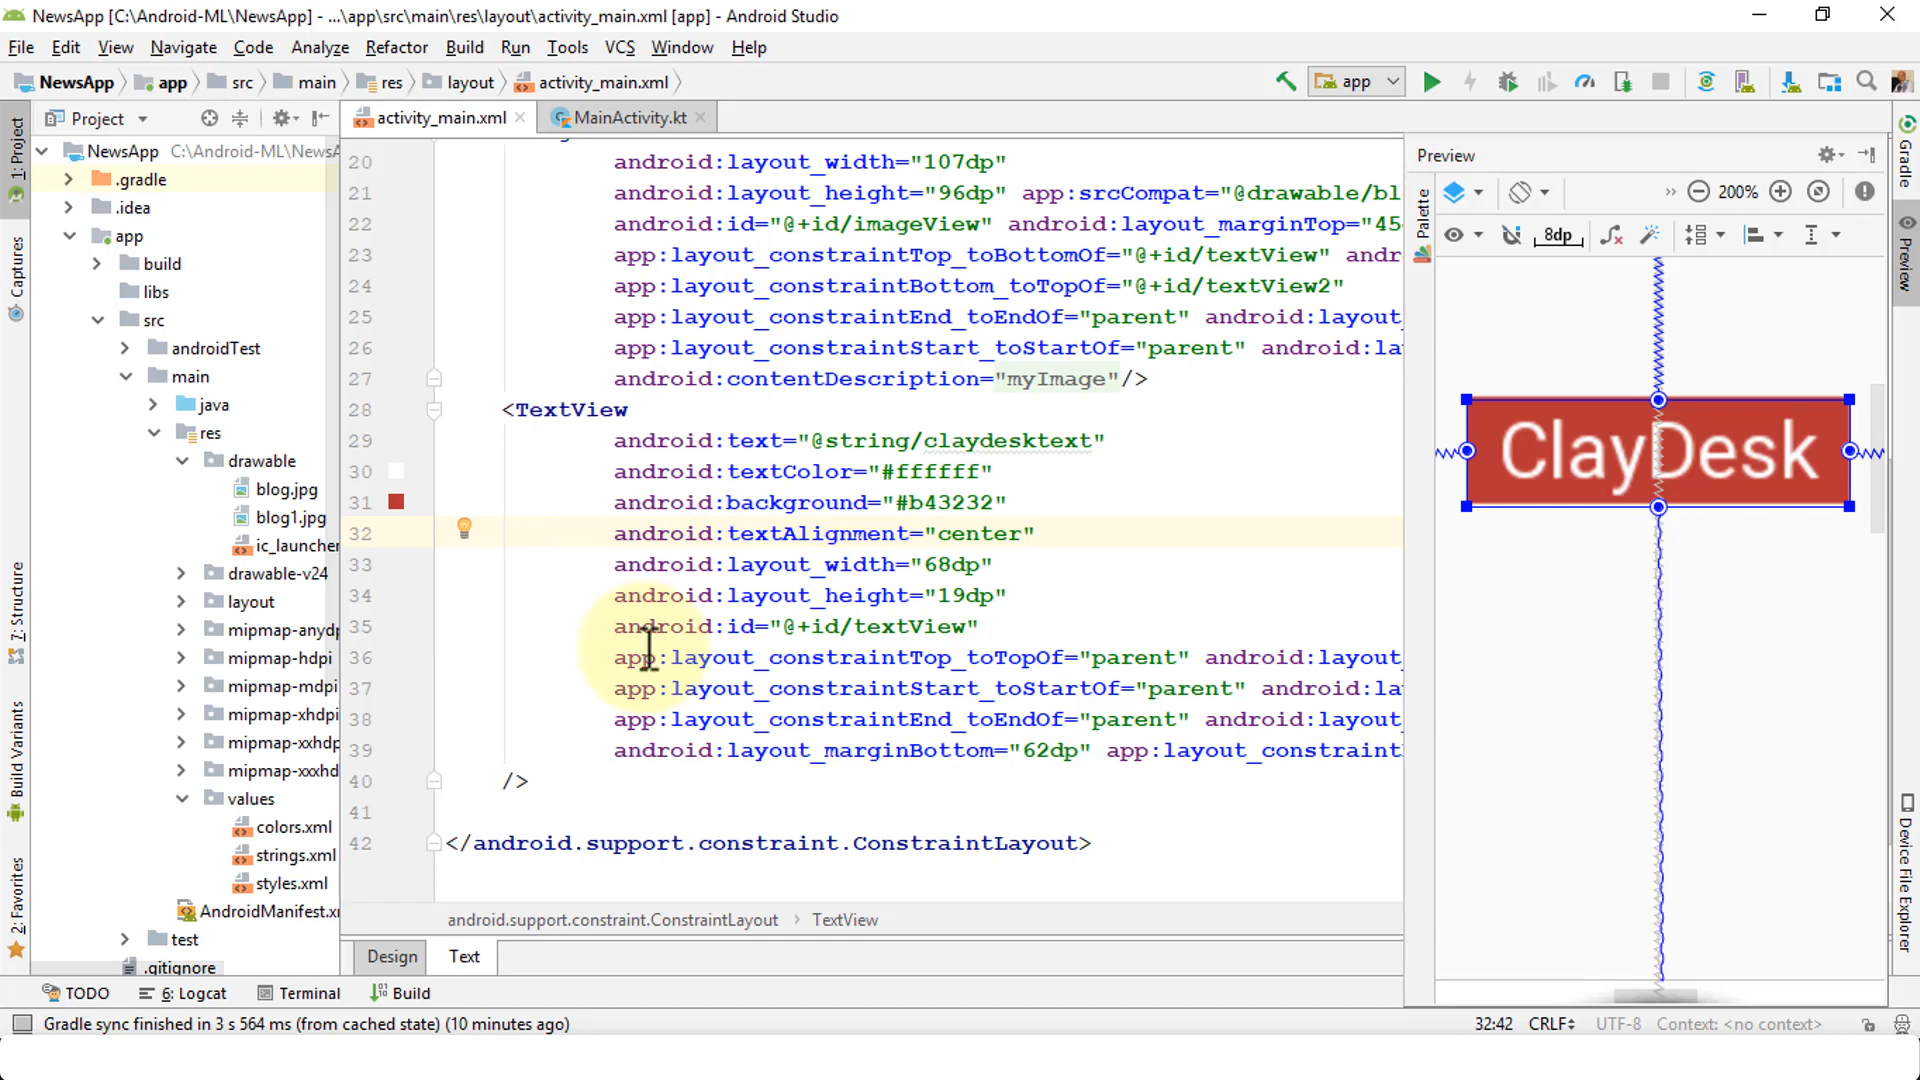 NewsApp [C:\Android-ML\NewsApp] - ...\app\src\main\res\layout\activity_main.xml [app] - Android Studio
File Edit View Navigate Code Analyze Refactor Build Run Tools VCS Window Help
NewsApp app src main res layout activity_main.xml app
Project activity_main.xml MainActivity.kt
1: Project
Captures
7: Structure
Build Variants
2: Favorites
NewsApp C:\Android-ML\NewsA
.gradle
.idea
app
build
libs
src
androidTest
main
java
res
drawable
blog.jpg
blog1.jpg
ic_launcher
drawable-v24
layout
mipmap-anydp
mipmap-hdpi
mipmap-mdpi
mipmap-xhdpi
mipmap-xxhdp
mipmap-xxxhd
values
colors.xml
strings.xml
styles.xml
AndroidManifest.x
test
.gitignore
20 android:layout_width="107dp"
21 android:layout_height="96dp" app:srcCompat="@drawable/bl
22 android:id="@+id/imageView" android:layout_marginTop="45
23 app:layout_constraintTop_toBottomOf="@+id/textView" andr
24 app:layout_constraintBottom_toTopOf="@+id/textView2"
25 app:layout_constraintEnd_toEndOf="parent" android:layout_
26 app:layout_constraintStart_toStartOf="parent" android:la
27 android:contentDescription="myImage"/>
28 <TextView
29 android:text="@string/claydesktext"
30 android:textColor="#ffffff"
31 android:background="#b43232"
32 android:textAlignment="center"
33 android:layout_width="68dp"
34 android:layout_height="19dp"
35 android:id="@+id/textView"
36 app:layout_constraintTop_toTopOf="parent" android:layout_
37 app:layout_constraintStart_toStartOf="parent" android:la
38 app:layout_constraintEnd_toEndOf="parent" android:layout_
39 android:layout_marginBottom="62dp" app:layout_constraint
40 />
41
42 </android.support.constraint.ConstraintLayout>
android.support.constraint.ConstraintLayout TextView
Design Text
Preview
Palette
200%
8dp
ClayDesk
Gradle
Preview
Device File Explorer
TODO 6: Logcat Terminal Build
Gradle sync finished in 3 s 564 ms (from cached state) (10 minutes ago) 32:42 CRLF UTF-8 Context: <no context>